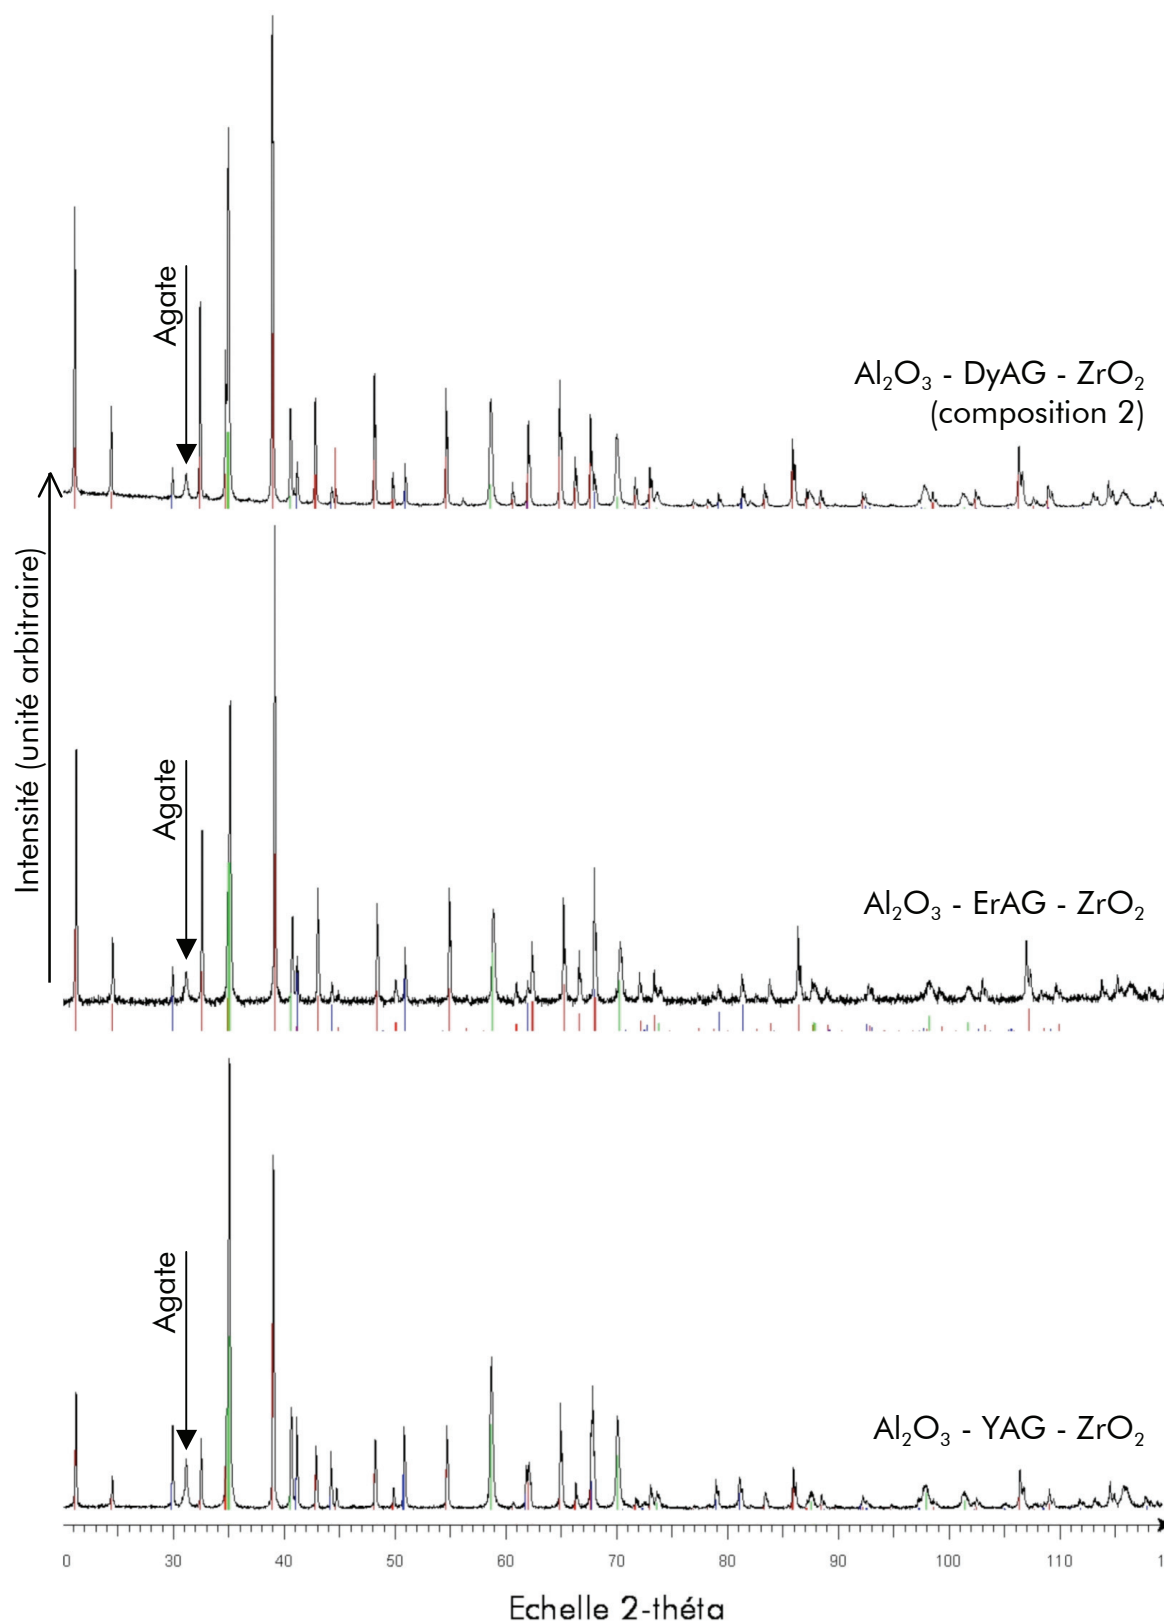 Agate
Al₂O₃ - DyAG - ZrO₂
(composition 2)
Intensité (unité arbitraire)
Agate
Al₂O₃ - ErAG - ZrO₂
Agate
Al₂O₃ - YAG - ZrO₂
0 30 40 50 60 70 80 90 100 110 1
Echelle 2-théta